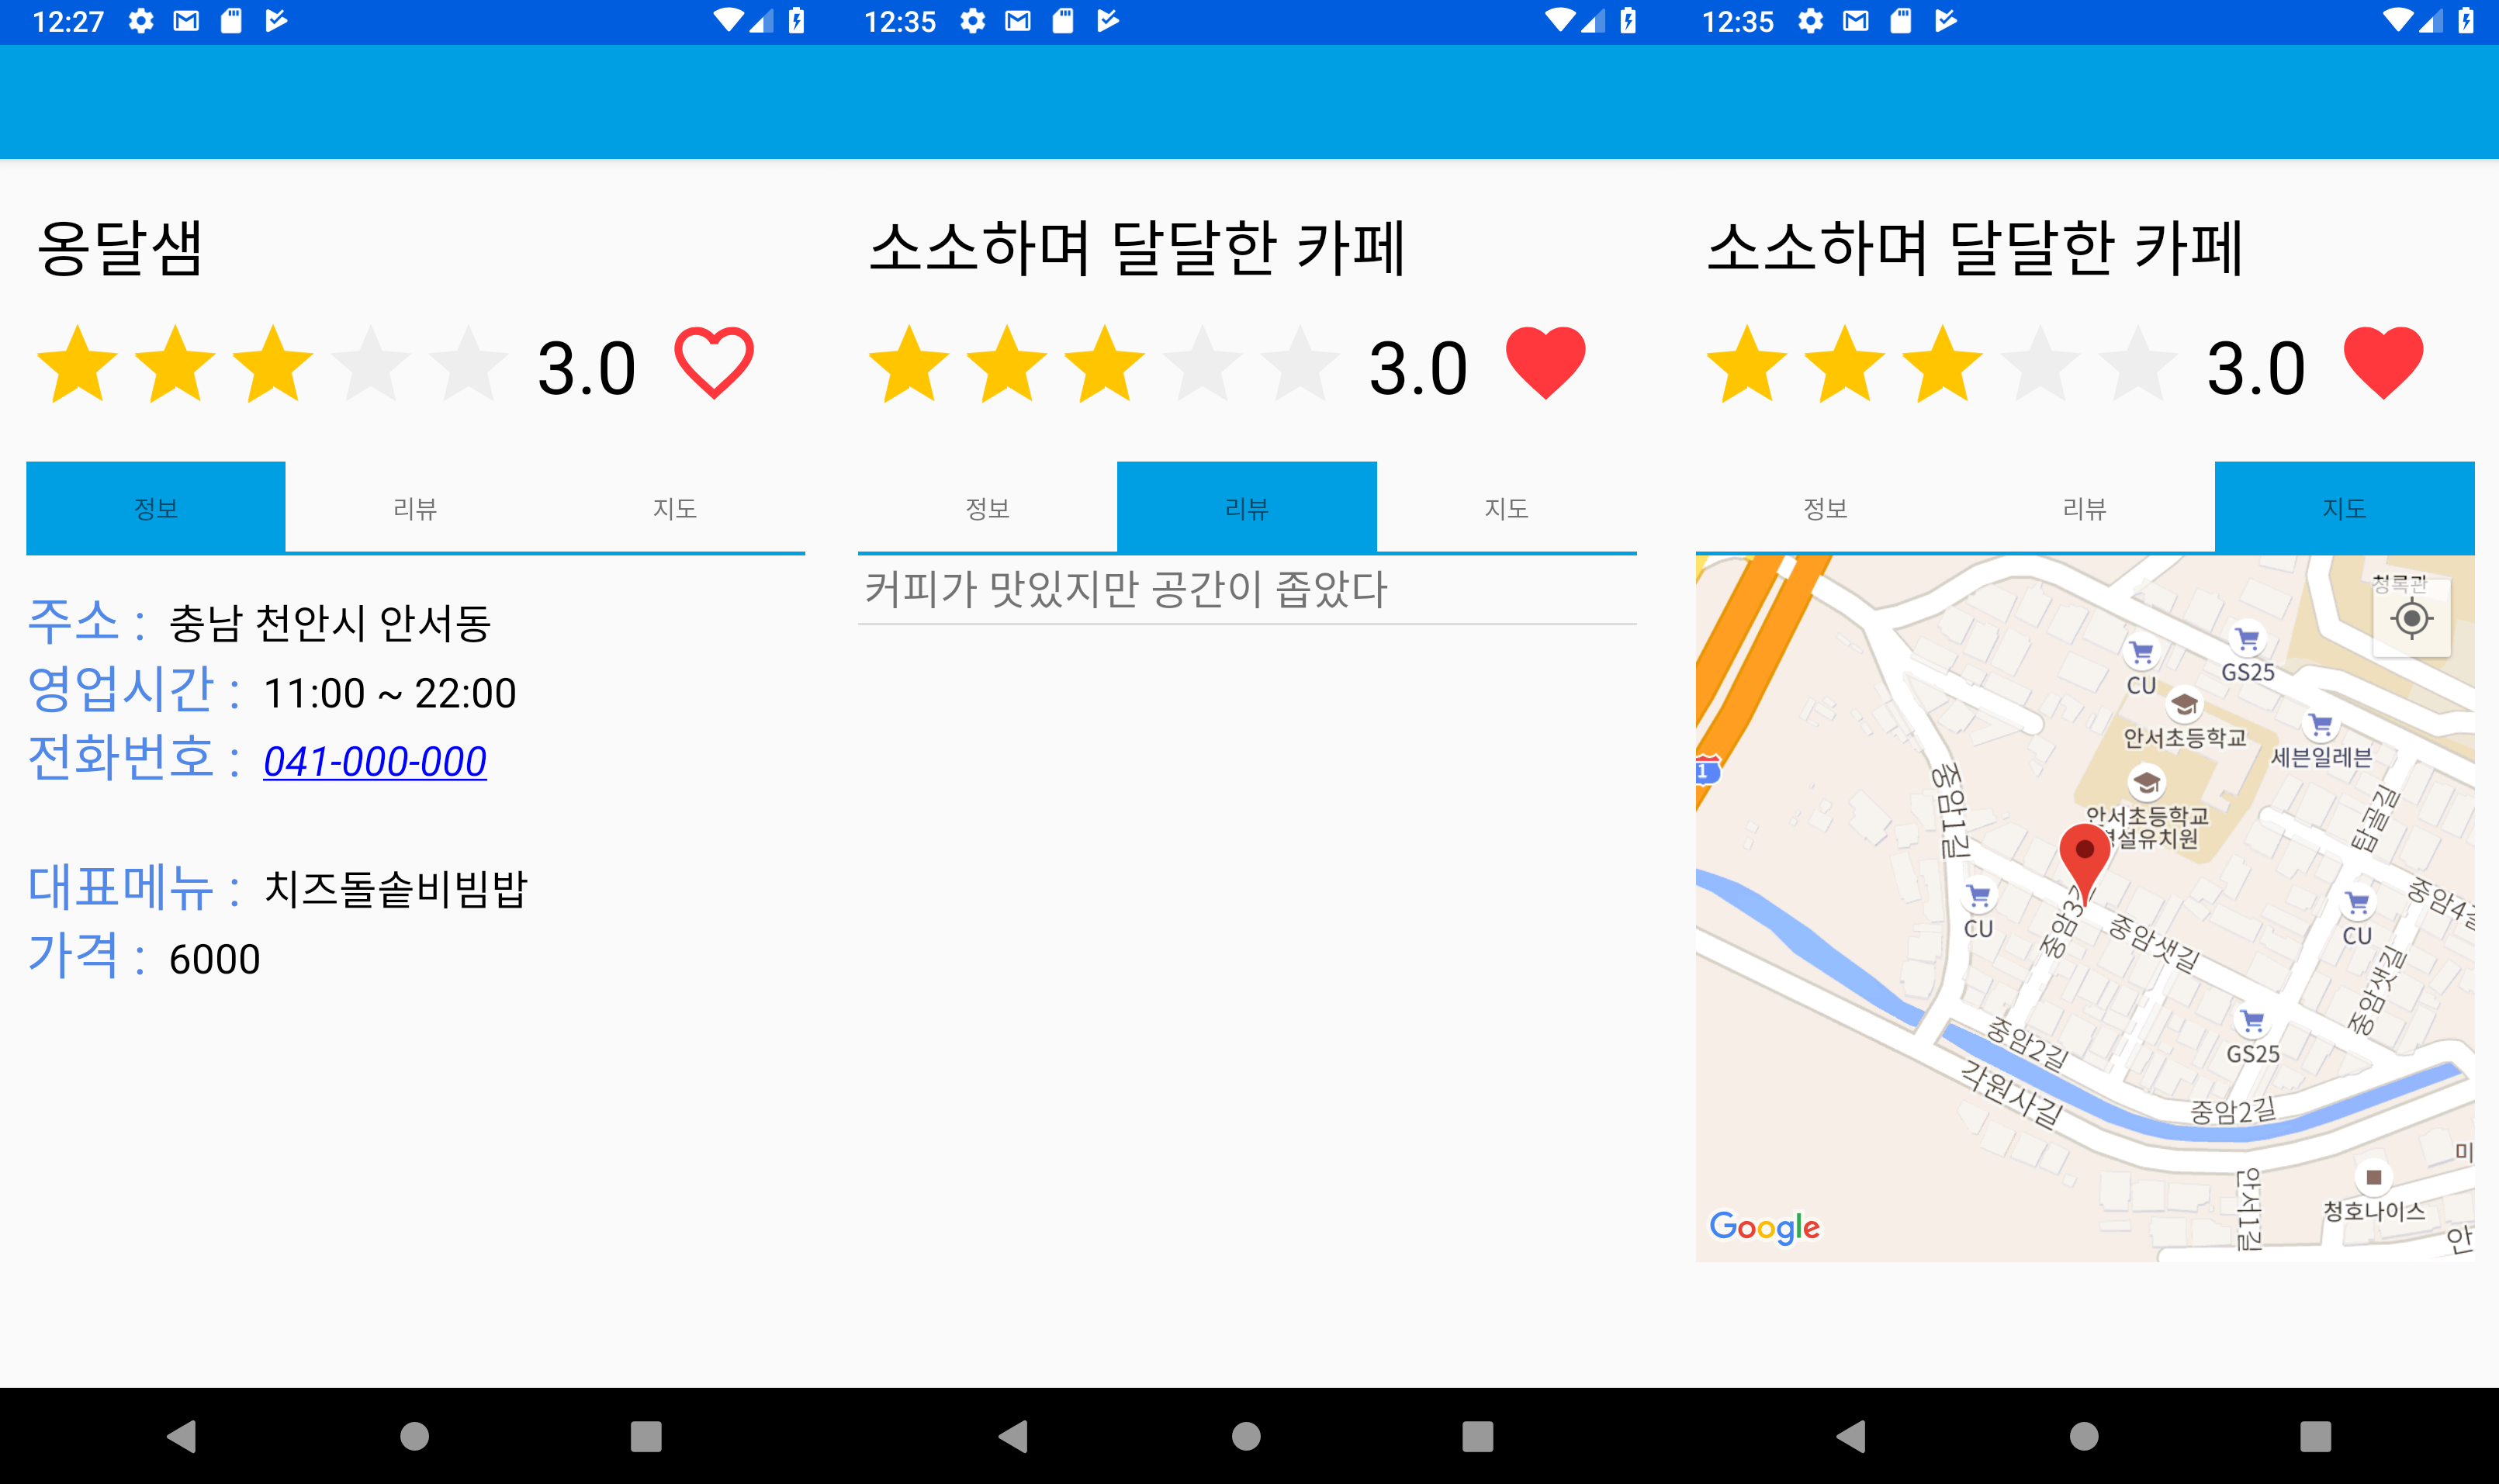 12:27
옹달샘
3.0
정보 리뷰 지도
주소 : 충남 천안시 안서동
영업시간 : 11:00 ~ 22:00
전화번호 : 041-000-000
대표메뉴 : 치즈돌솥비빔밥
가격 : 6000
12:35
소소하며 달달한 카페
3.0
정보 리뷰 지도
커피가 맛있지만 공간이 좁았다
12:35
소소하며 달달한 카페
3.0
정보 리뷰 지도
청록관
CU
GS25
안서초등학교
세븐일레븐
1
안서초등학교
설유치원
중암1길
탑골길
CU
중암3
중암샛길
CU
중암4길
중암샛길
GS25
중암2길
각원사길
중암2길
미
안서1길
청호나이스
안
Google